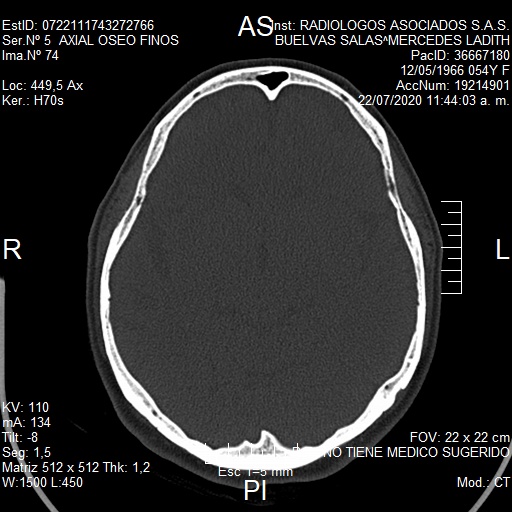 EstID: 0722111743272766
Ser.Nº 5 AXIAL OSEO FINOS
Ima.Nº 74
Loc: 449,5 Ax
Ker.: H70s
AS
Inst: RADIOLOGOS ASOCIADOS S.A.S.
BUELVAS SALAS^MERCEDES LADITH
PacID: 36667180
12/05/1966 054Y F
AccNum: 19214901
22/07/2020 11:44:03 a. m.
R
L
KV: 110
mA: 134
Tilt: -8
Seg: 1,5
Matriz 512 x 512 Thk: 1,2
W:1500 L:450
Esc 1=5 mm
PI
FOV: 22 x 22 cm
NO TIENE MEDICO SUGERIDO
Mod.: CT